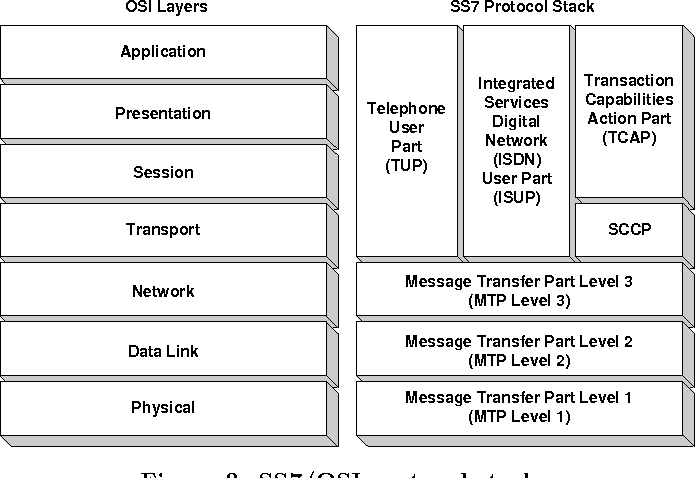 OSI Layers
SS7 Protocol Stack
Application
Presentation
Session
Transport
Network
Data Link
Physical
Telephone
User
Part
(TUP)
Integrated
Services
Digital
Network
(ISDN)
User Part
(ISUP)
Transaction
Capabilities
Action Part
(TCAP)
SCCP
Message Transfer Part Level 3
(MTP Level 3)
Message Transfer Part Level 2
(MTP Level 2)
Message Transfer Part Level 1
(MTP Level 1)
SS7/OSI